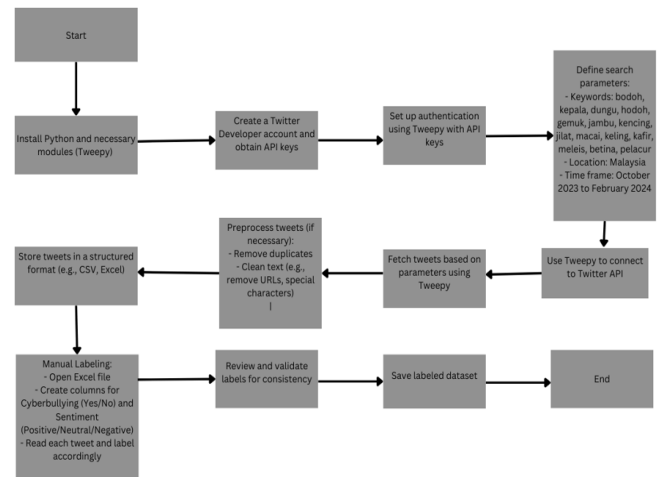 Start
Install Python and necessary
modules (Tweepy)
Create a Twitter
Developer account and
obtain API keys
Set up authentication
using Tweepy with API
keys
Define search
parameters:
- Keywords: bodoh,
kepala, dungu, hodoh,
gemuk, jambu, kencing,
jilat, macai, keling, kafir,
meleis, betina, pelacur
- Location: Malaysia
- Time frame: October
2023 to February 2024
Use Tweepy to connect
to Twitter API
Fetch tweets based on
parameters using
Tweepy
Preprocess tweets (if
necessary):
- Remove duplicates
- Clean text (e.g.,
remove URLs, special
characters)
|
Store tweets in a structured
format (e.g., CSV, Excel)
Manual Labeling:
- Open Excel file
- Create columns for
Cyberbullying (Yes/No) and
Sentiment
(Positive/Neutral/Negative)
- Read each tweet and label
accordingly
Review and validate
labels for consistency
Save labeled dataset
End